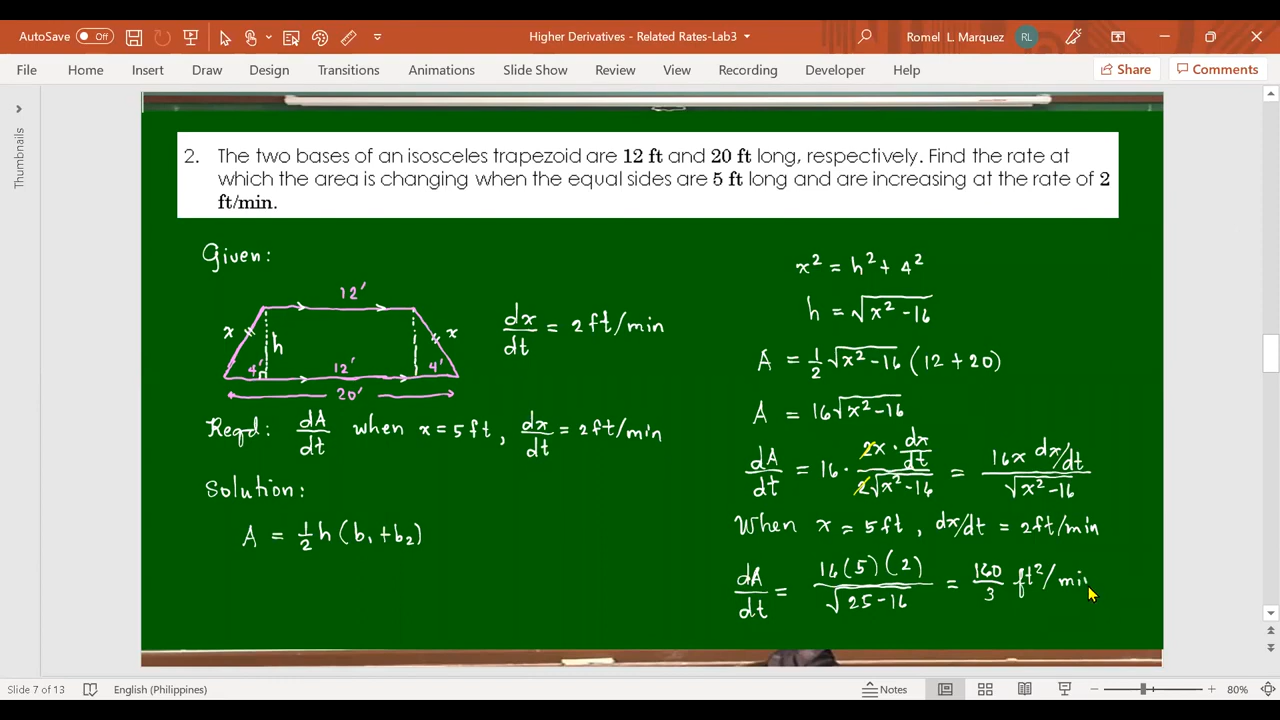 AutoSave Off Higher Derivatives - Related Rates-Lab3 Romel L. Marquez RL
File Home Insert Draw Design Transitions Animations Slide Show Review View Recording Developer Help Share Comments
Thumbnails
2. The two bases of an isosceles trapezoid are 12 ft and 20 ft long, respectively. Find the rate at
which the area is changing when the equal sides are 5 ft long and are increasing at the rate of 2
ft/min.
Given:
12'
x h x
4' 12' 4'
20'
dx/dt = 2 ft/min
Reqd: dA/dt when x = 5 ft, dx/dt = 2 ft/min
Solution:
A = 1/2 h (b₁ + b₂)
x² = h² + 4²
h = √(x² - 16)
A = 1/2 √(x² - 16) (12 + 20)
A = 16 √(x² - 16)
dA/dt = 16 · (2x · dx/dt)/(2√(x² - 16)) = (16x dx/dt)/√(x² - 16)
When x = 5 ft, dx/dt = 2 ft/min
dA/dt = (16(5)(2))/√(25 - 16) = 160/3 ft²/min
Slide 7 of 13 English (Philippines) Notes 80%